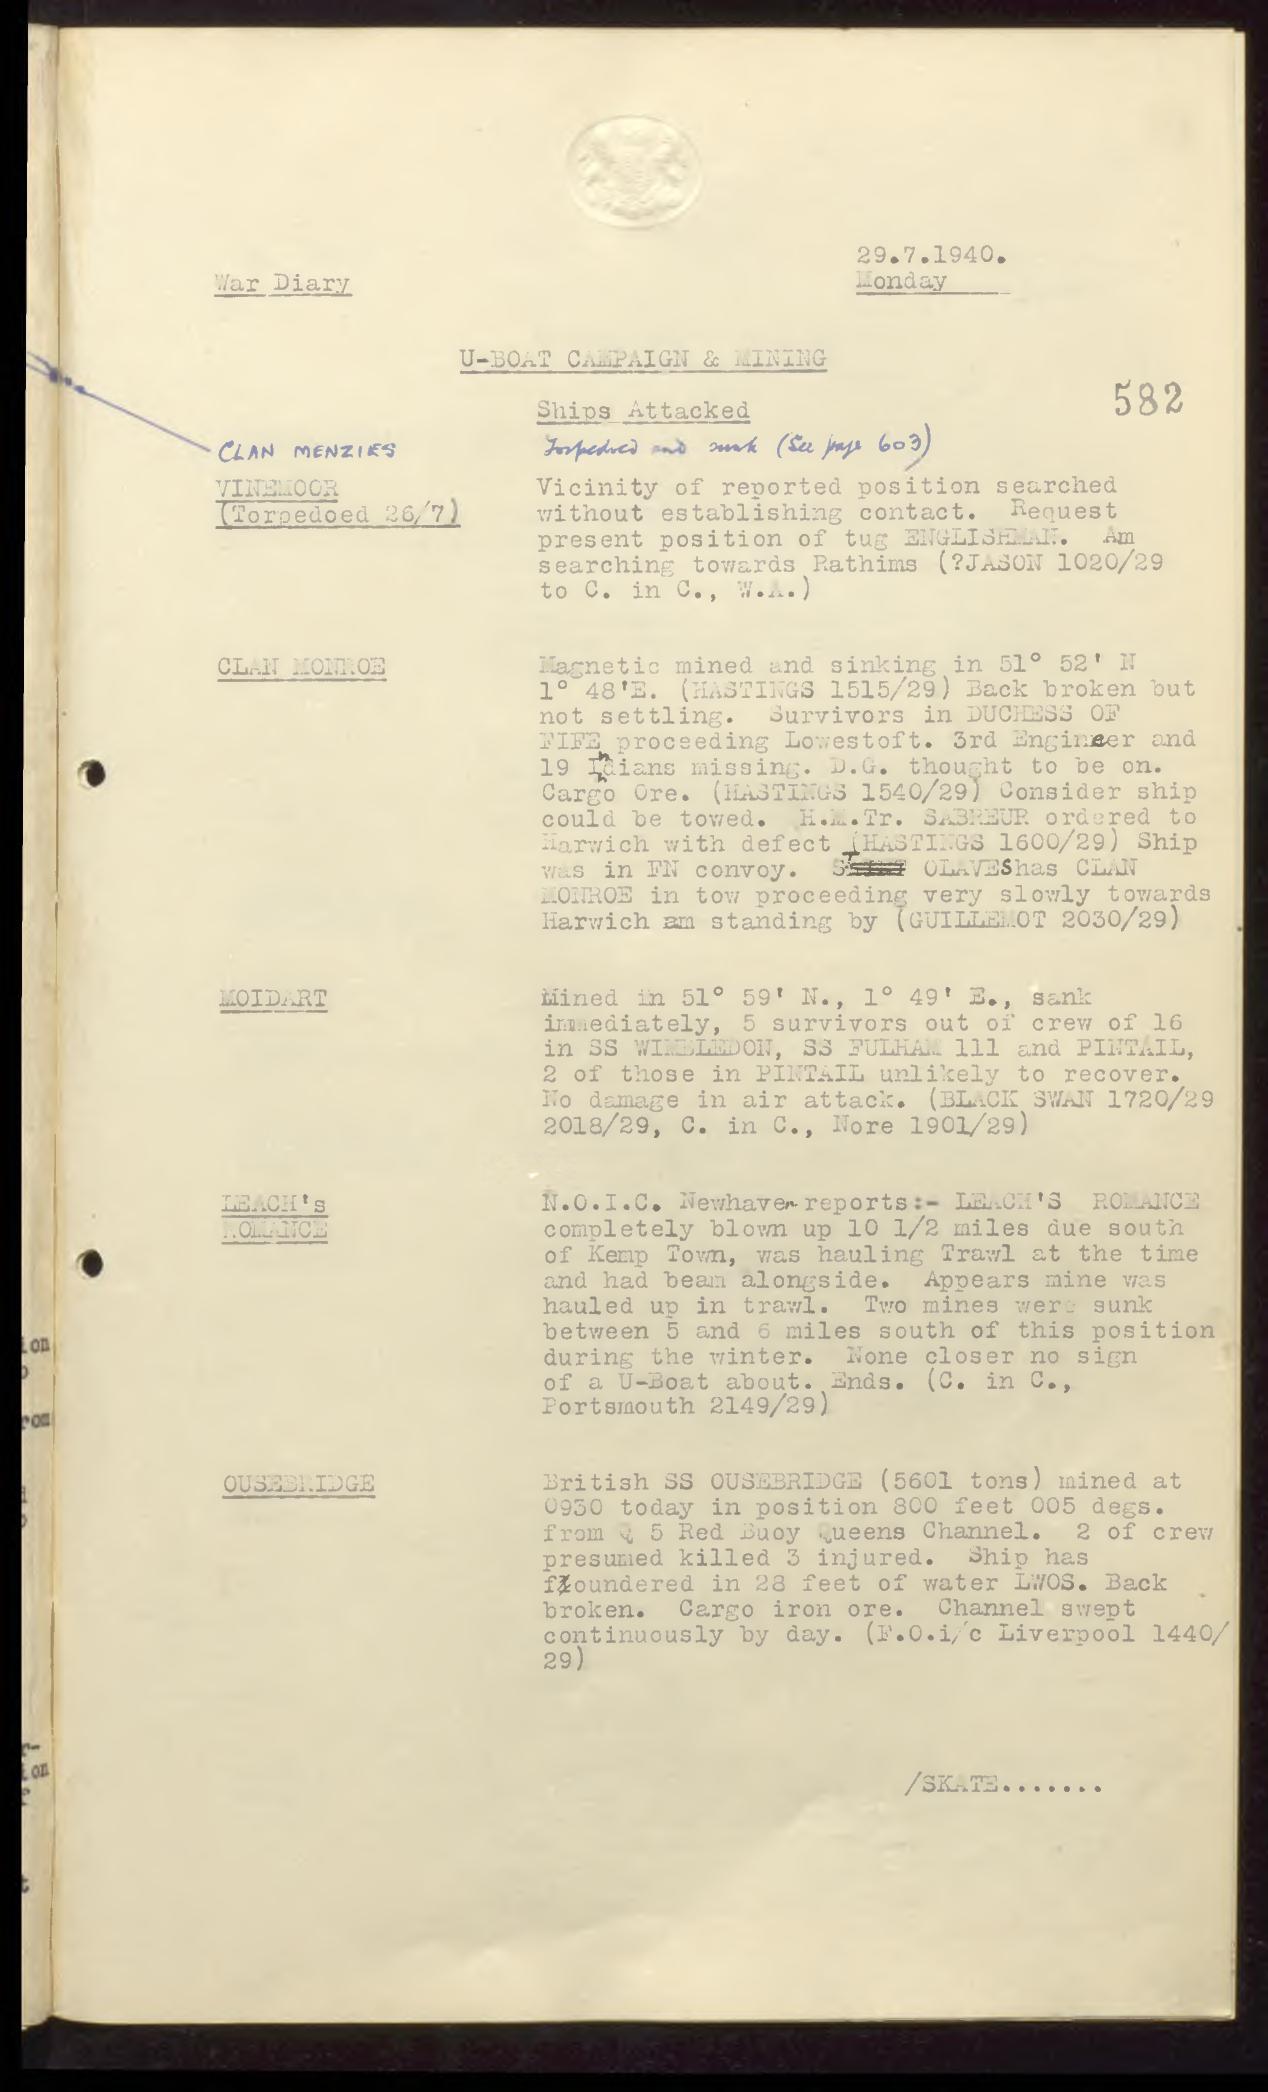 29.7.1940.
War Diary
Monday
U-BOAT CAMPAIGN & MINING
582
Ships Attacked
CLAN MENZIES Torpedoed and sunk (See page 603)
VINEMOOR
(Torpedoed 26/7)
Vicinity of reported position searched
without establishing contact. Request
present position of tug ENGLISHMAN. Am
searching towards Rathims (?JASON 1020/29
to C. in C., W.A.)
CLAN MONROE
Magnetic mined and sinking in 51° 52' N
1° 48'E. (HASTINGS 1515/29) Back broken but
not settling. Survivors in DUCHESS OF
FIFE proceeding Lowestoft. 3rd Engineer and
19 Indians missing. D.G. thought to be on.
Cargo Ore. (HASTINGS 1540/29) Consider ship
could be towed. H.M.Tr. SABREUR ordered to
Harwich with defect (HASTINGS 1600/29) Ship
was in FN convoy. OLAVES has CLAN
MONROE in tow proceeding very slowly towards
Harwich am standing by (GUILLEMOT 2030/29)
MOIDART
Mined in 51° 59' N., 1° 49' E., sank
immediately, 5 survivors out of crew of 16
in SS WIMBLEDON, SS FULHAM 111 and PINTAIL,
2 of those in PINTAIL unlikely to recover.
No damage in air attack. (BLACK SWAN 1720/29
2018/29, C. in C., Nore 1901/29)
LEACH's
ROMANCE
N.O.I.C. Newhaven reports:- LEACH'S ROMANCE
completely blown up 10 1/2 miles due south
of Kemp Town, was hauling Trawl at the time
and had beam alongside. Appears mine was
hauled up in trawl. Two mines were sunk
between 5 and 6 miles south of this position
during the winter. None closer no sign
of a U-Boat about. Ends. (C. in C.,
Portsmouth 2149/29)
OUSEBRIDGE
British SS OUSEBRIDGE (5601 tons) mined at
0930 today in position 800 feet 005 degs.
from Q 5 Red Buoy Queens Channel. 2 of crew
presumed killed 3 injured. Ship has
foundered in 28 feet of water LWOS. Back
broken. Cargo iron ore. Channel swept
continuously by day. (F.O.i/c Liverpool 1440/
29)
/SKATE.......